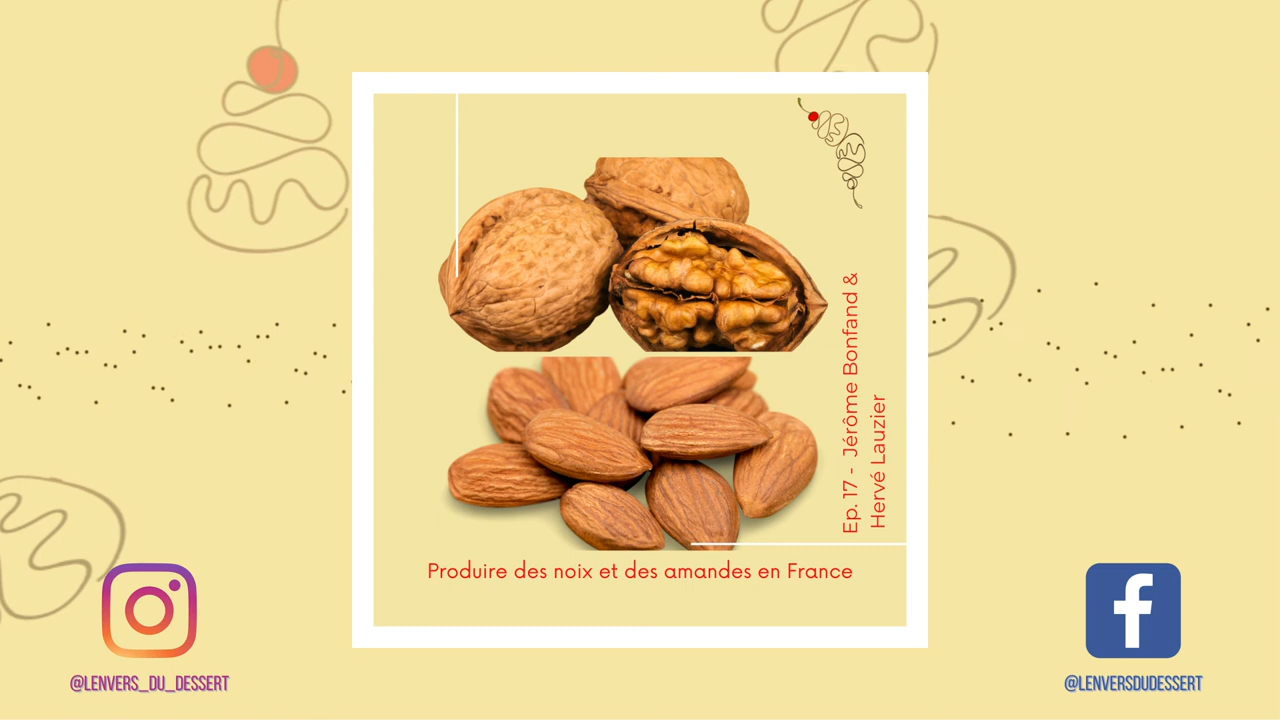 Ep. 17 - Jérôme Bonfand &
Hervé Lauzier
Produire des noix et des amandes en France
@LENVERS_DU_DESSERT
@LENVERSDUDESSERT